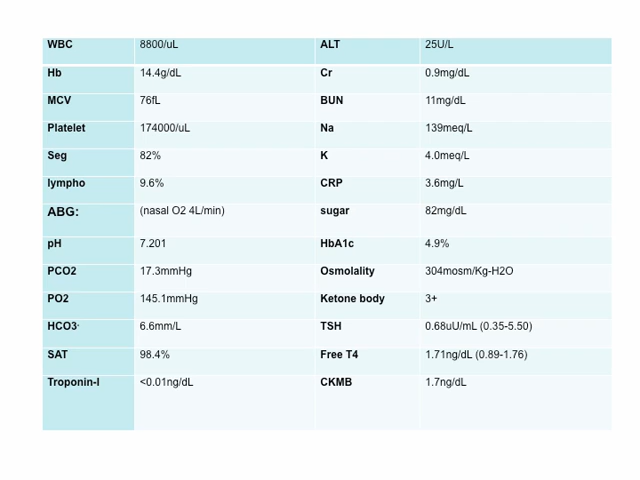 WBC 8800/uL ALT 25U/L
Hb 14.4g/dL Cr 0.9mg/dL
MCV 76fL BUN 11mg/dL
Platelet 174000/uL Na 139meq/L
Seg 82% K 4.0meq/L
lympho 9.6% CRP 3.6mg/L
ABG: (nasal O2 4L/min) sugar 82mg/dL
pH 7.201 HbA1c 4.9%
PCO2 17.3mmHg Osmolality 304mosm/Kg-H2O
PO2 145.1mmHg Ketone body 3+
HCO3- 6.6mm/L TSH 0.68uU/mL (0.35-5.50)
SAT 98.4% Free T4 1.71ng/dL (0.89-1.76)
Troponin-I <0.01ng/dL CKMB 1.7ng/dL